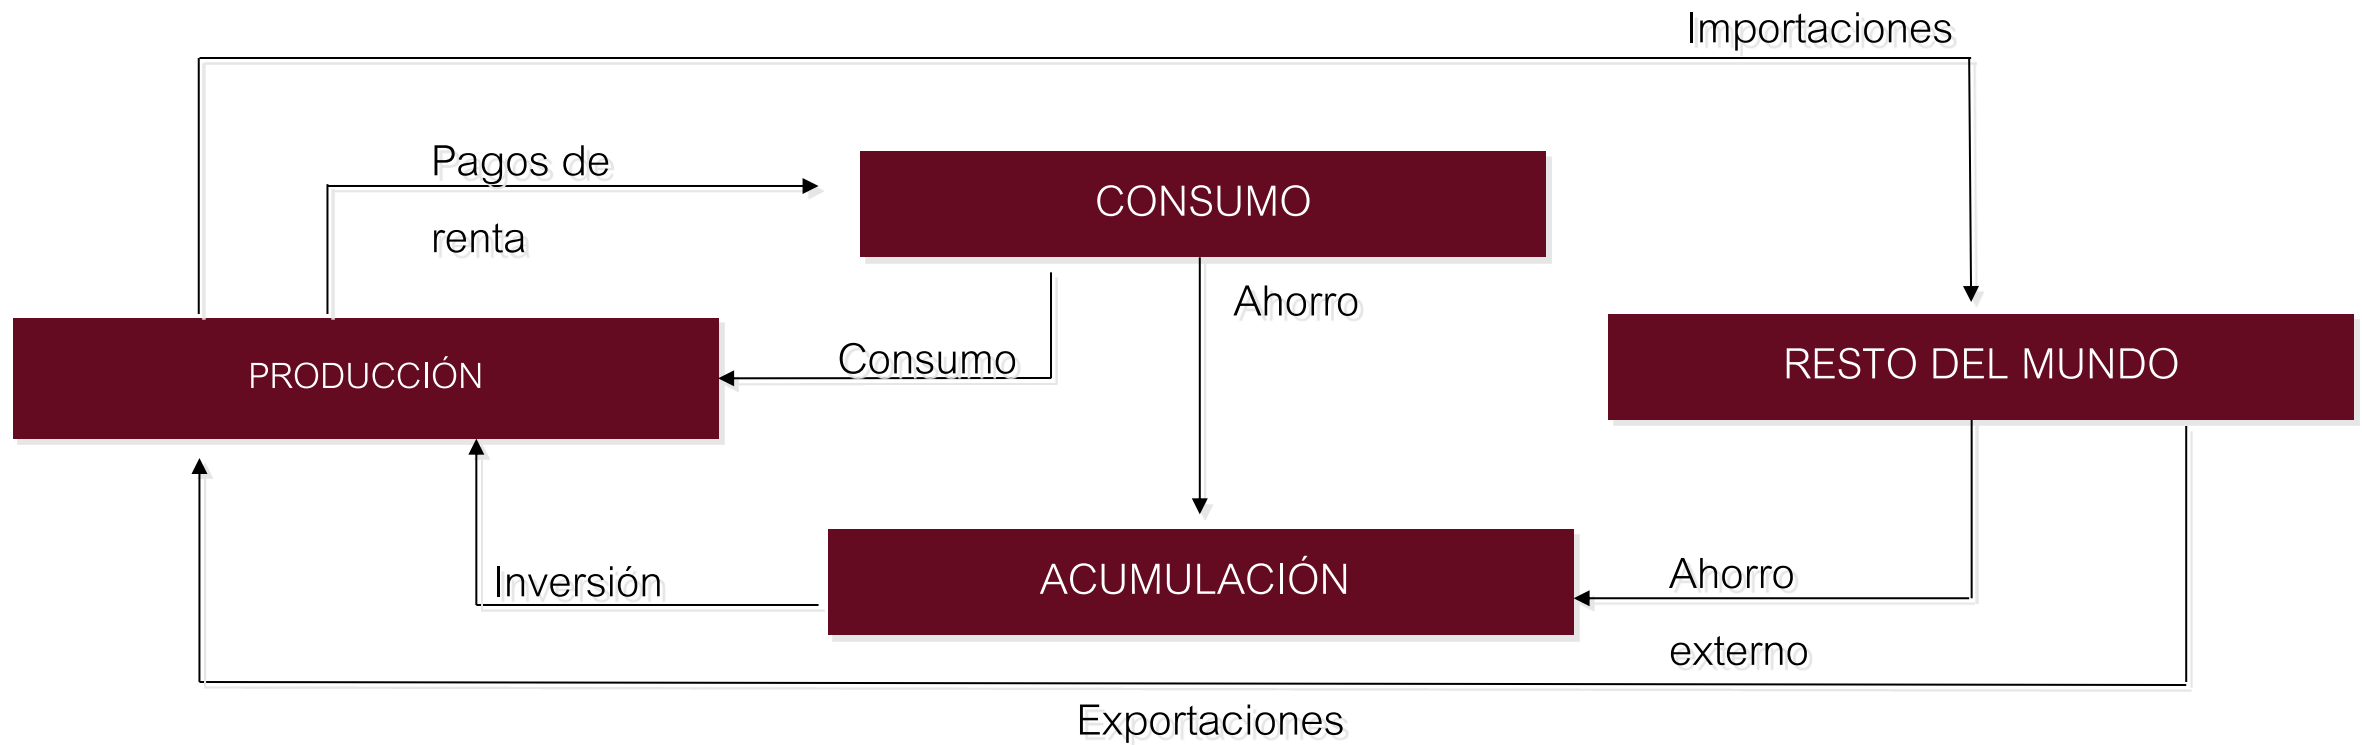 Importaciones
Pagos de
renta
CONSUMO
Ahorro
Consumo
PRODUCCIÓN
RESTO DEL MUNDO
Inversión
ACUMULACIÓN
Ahorro
externo
Exportaciones